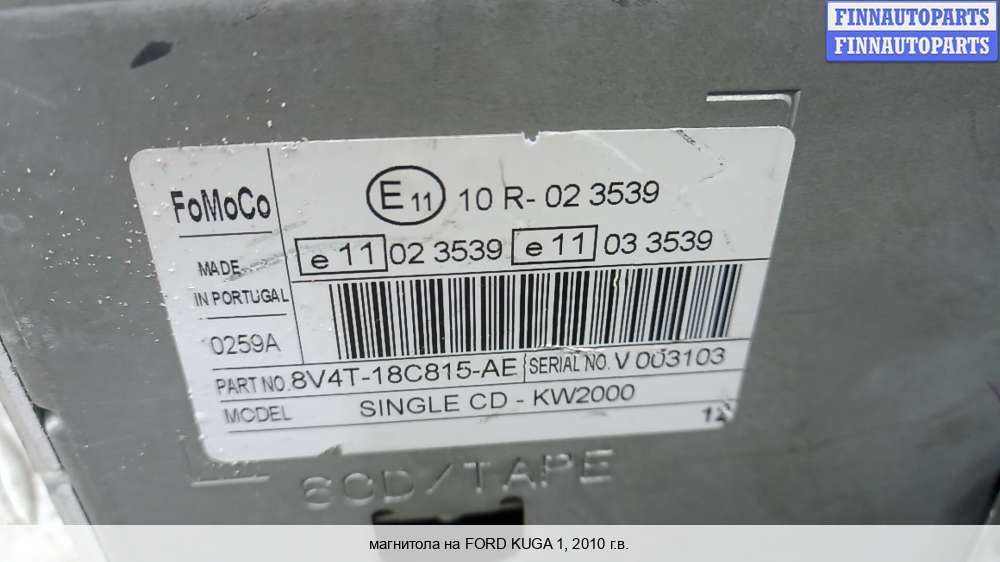 FINNAUTOPARTS
FINNAUTOPARTS
FoMoCo
E 11 10 R- 02 3539
e 11 02 3539 e 11 03 3539
MADE
IN PORTUGAL
0259A
PART NO. 8V4T-18C815-AE SERIAL NO. V 003103
MODEL SINGLE CD - KW2000
12
6CD/TAPE
магнитола на FORD KUGA 1, 2010 г.в.